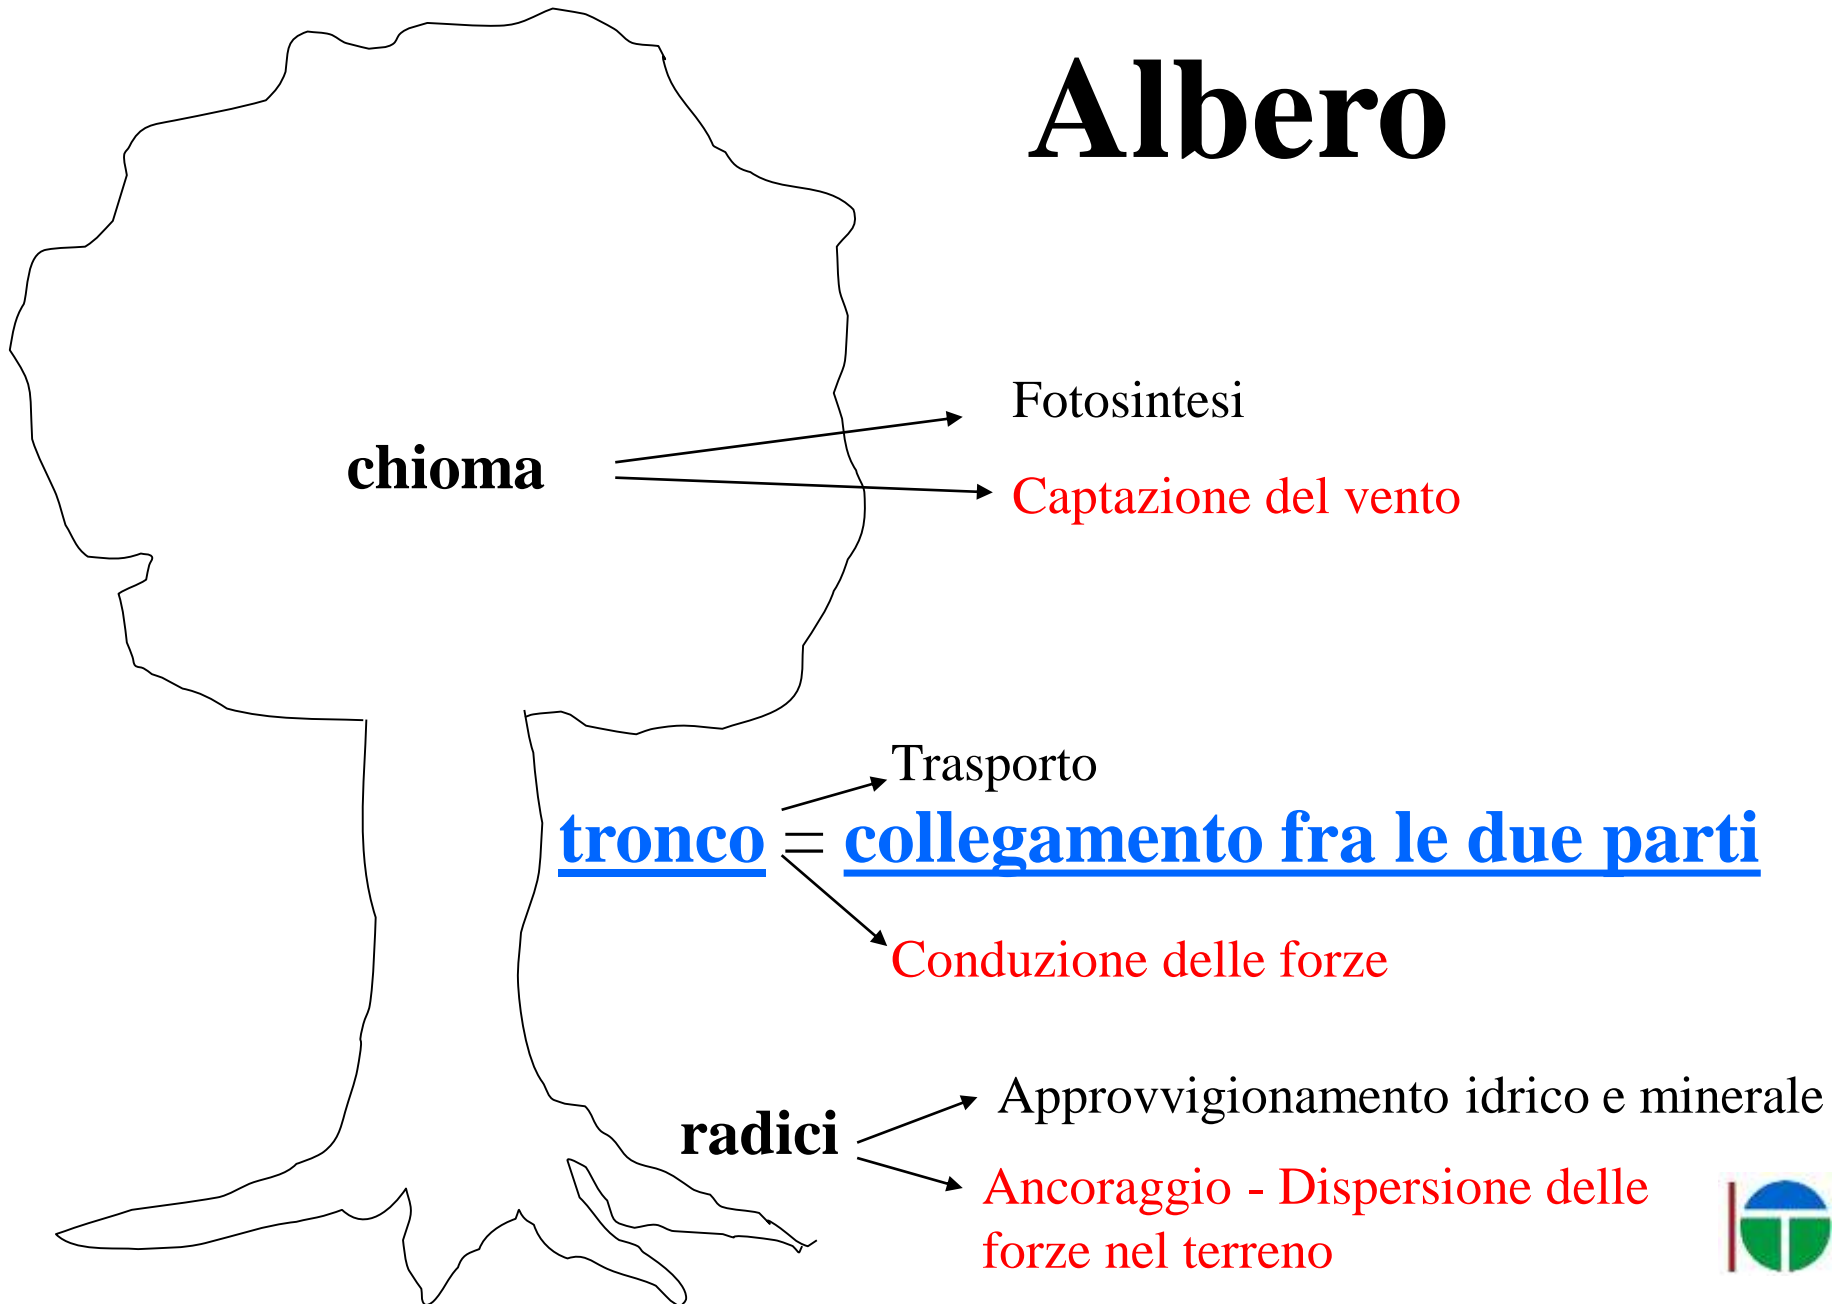 Albero
Fotosintesi
chioma
Captazione del vento
Trasporto
tronco = collegamento fra le due parti
Conduzione delle forze
Approvvigionamento idrico e minerale
radici
Ancoraggio - Dispersione delle
forze nel terreno